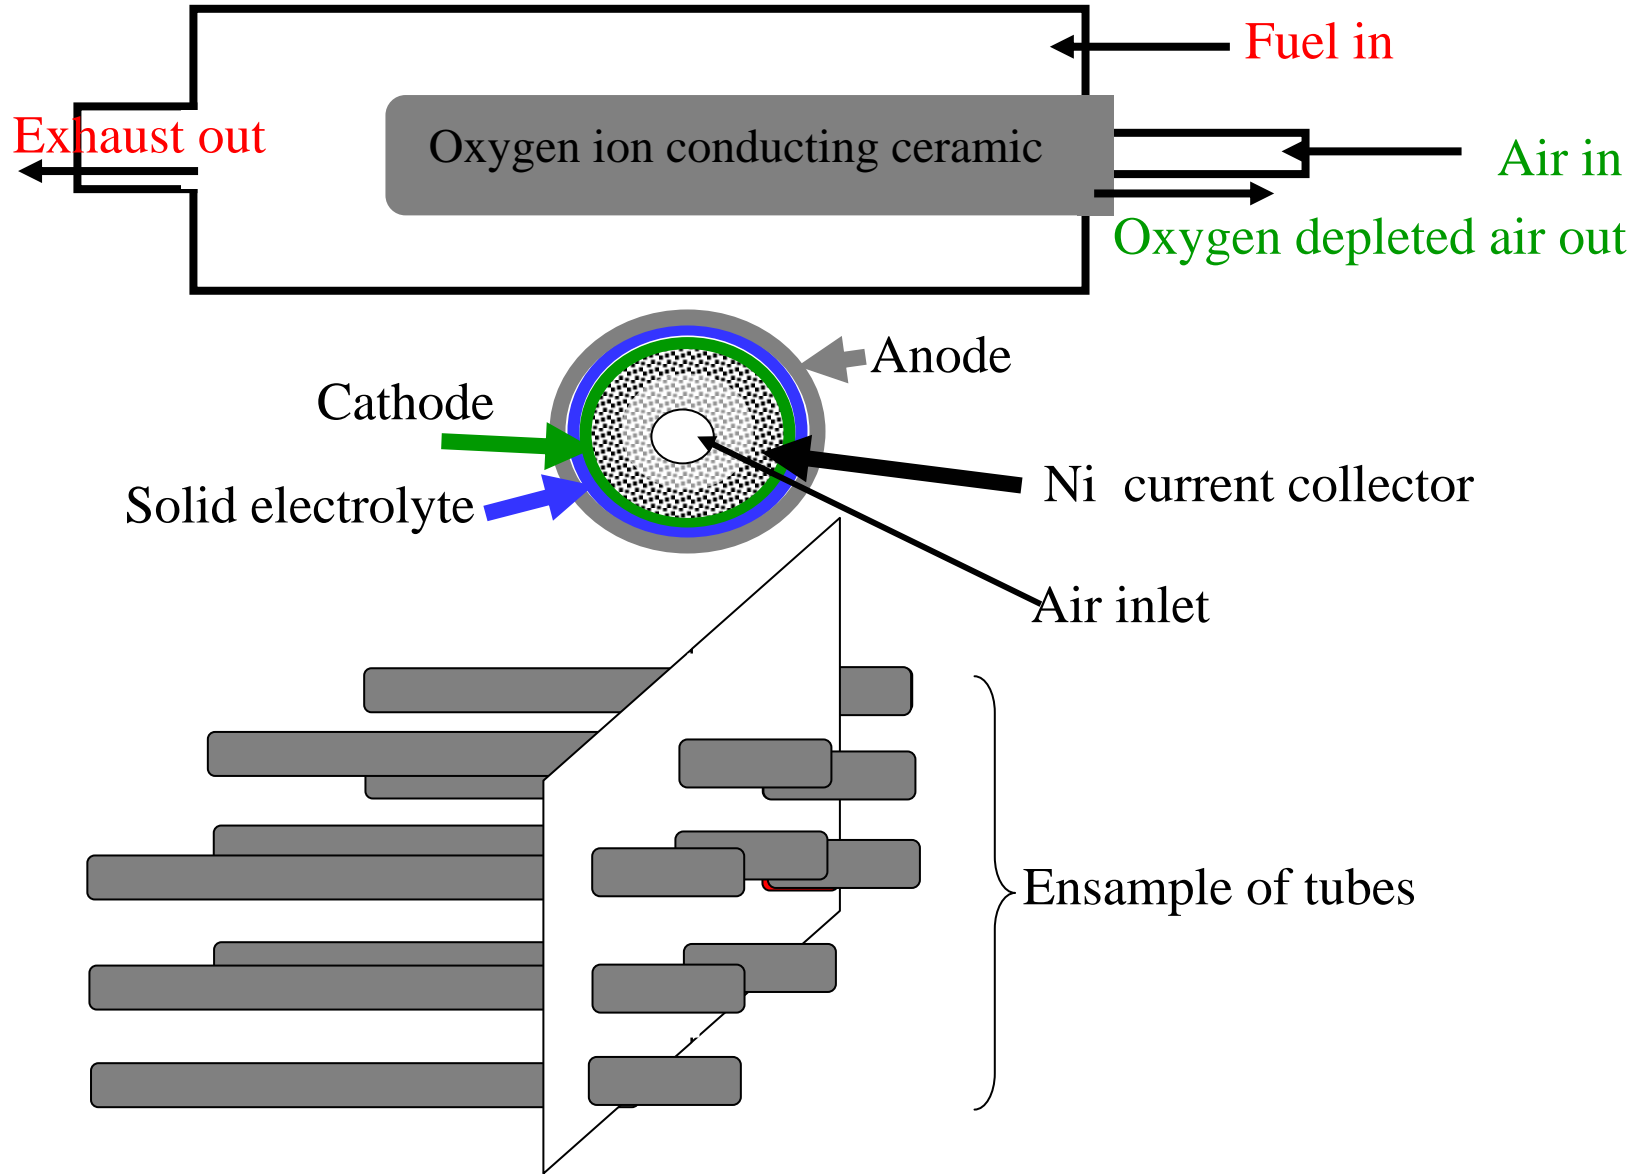 Fuel in
Exhaust out
Oxygen ion conducting ceramic
Air in
Oxygen depleted air out
Anode
Cathode
Ni current collector
Solid electrolyte
Air inlet
Ensample of tubes